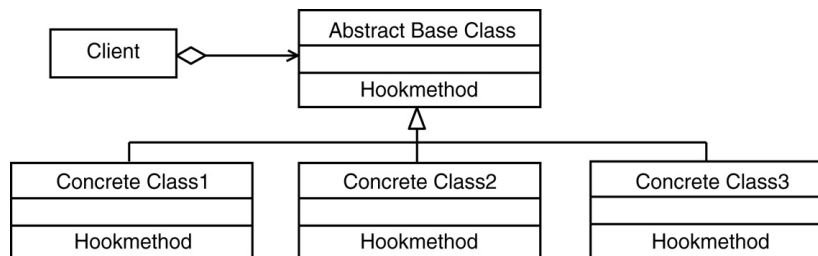 Client
Abstract Base Class
Hookmethod
Concrete Class1
Concrete Class2
Concrete Class3
Hookmethod
Hookmethod
Hookmethod